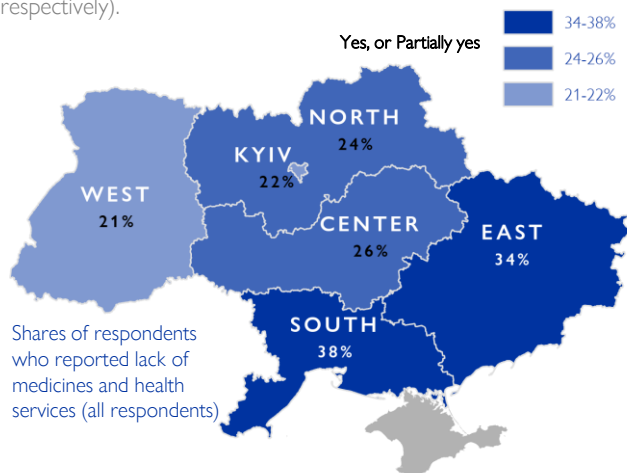 respectively).
34-38%
Yes, or Partially yes
24-26%
21-22%
NORTH
24%
KYIV
22%
WEST
21%
CENTER
26%
EAST
34%
SOUTH
38%
Shares of respondents
who reported lack of
medicines and health
services (all respondents)